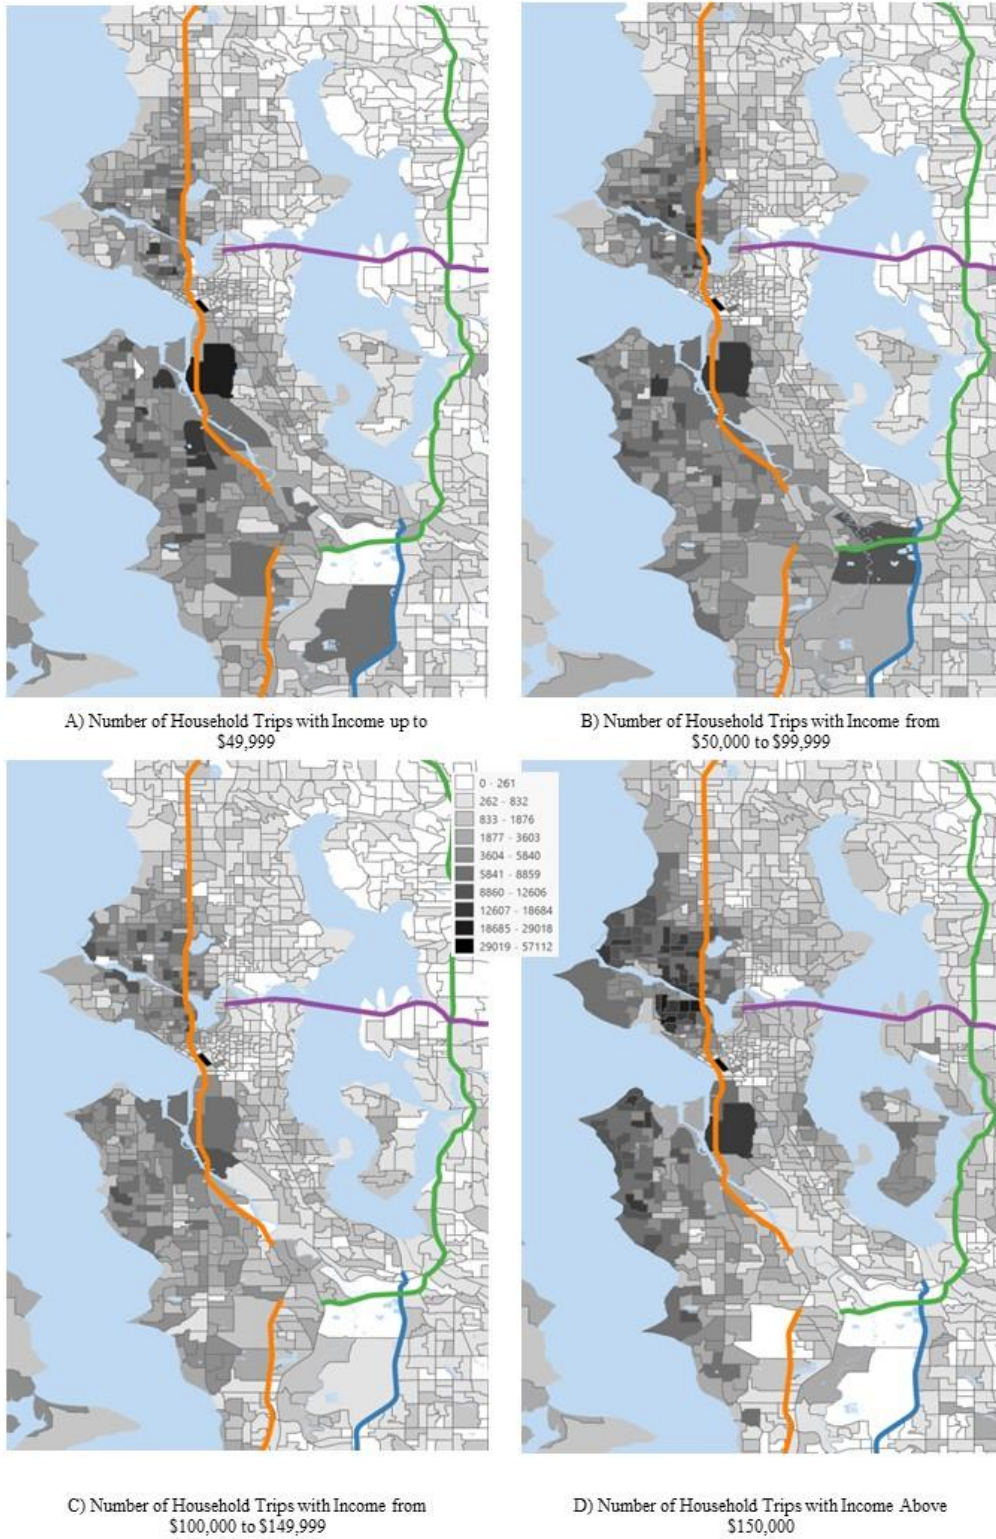 A) Number of Household Trips with Income up to
$49,999
B) Number of Household Trips with Income from
$50,000 to $99,999
0 - 261
262 - 832
833 - 1876
1877 - 3603
3604 - 5840
5841 - 8859
8860 - 12606
12607 - 18684
18685 - 29018
29019 - 57112
C) Number of Household Trips with Income from
$100,000 to $149,999
D) Number of Household Trips with Income Above
$150,000